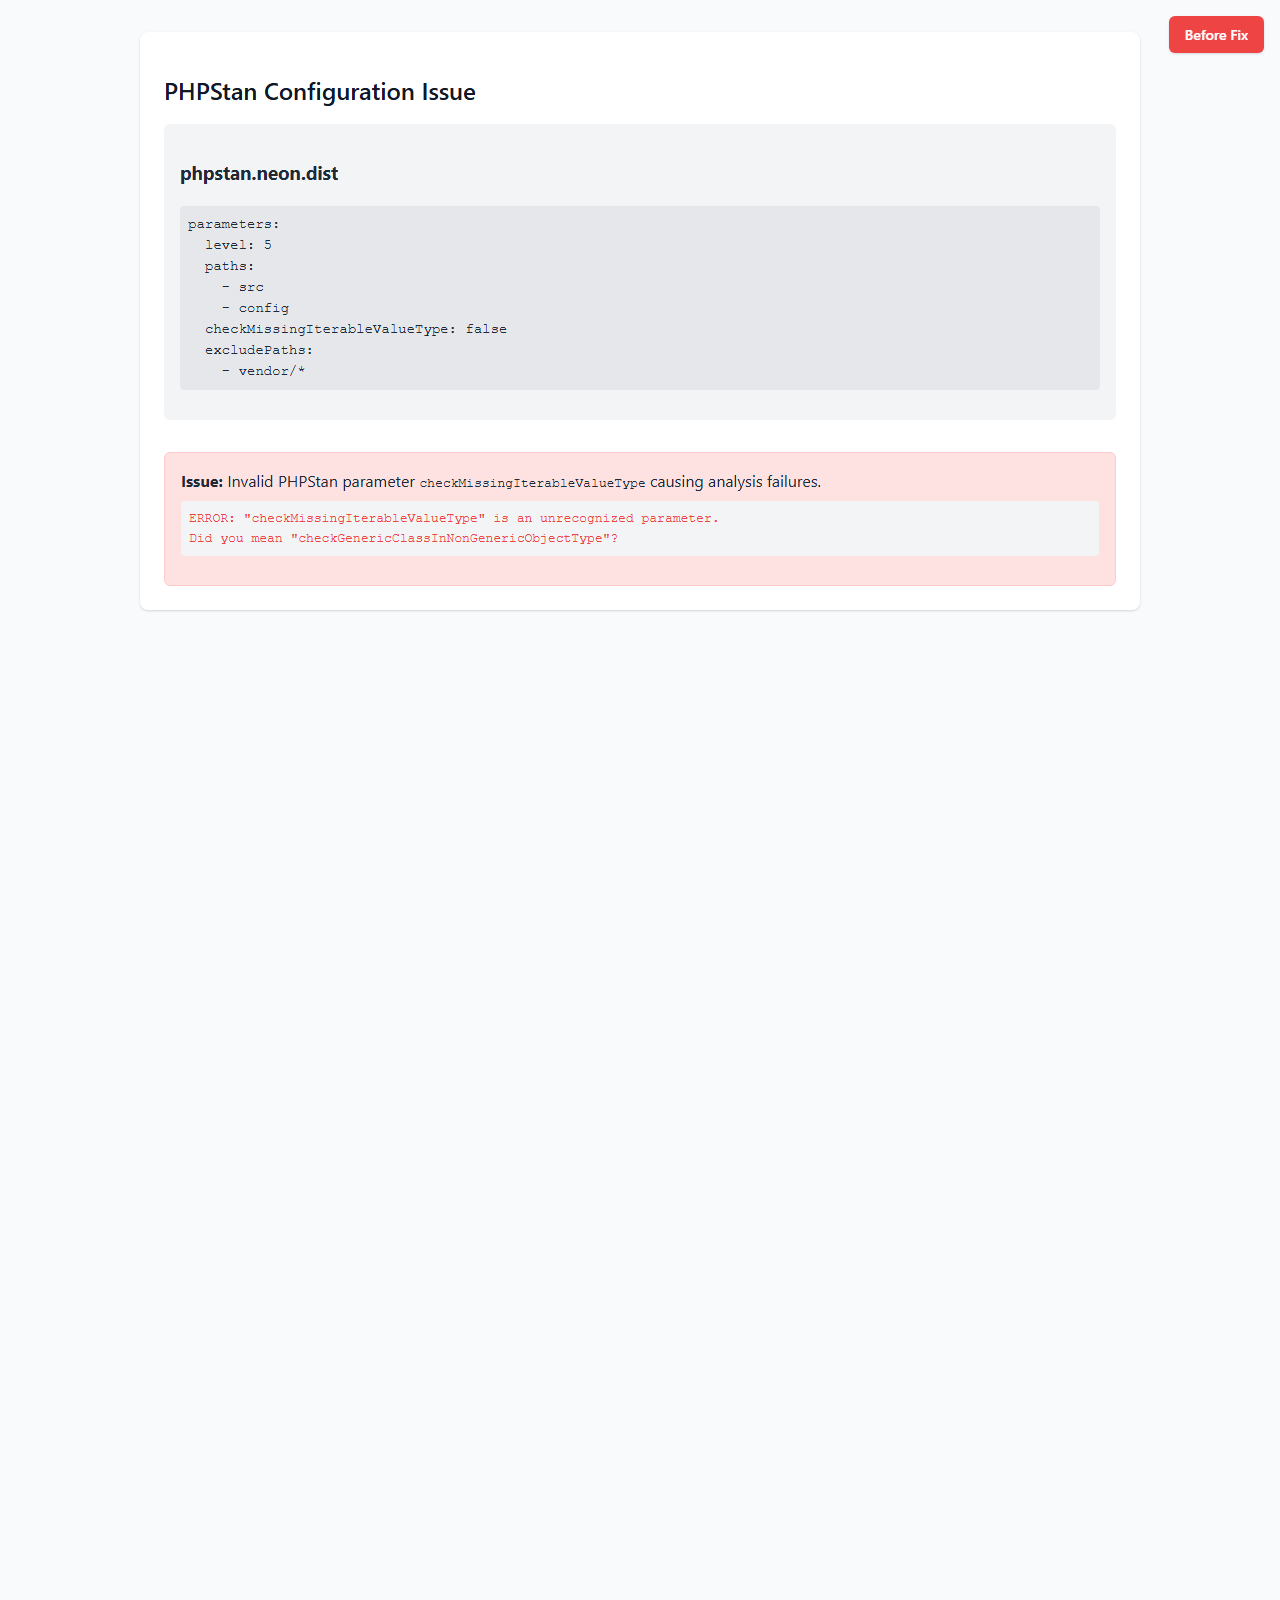 Before Fix
PHPStan Configuration Issue
phpstan.neon.dist
parameters:
  level: 5
  paths:
    - src
    - config
  checkMissingIterableValueType: false
  excludePaths:
    - vendor/*
Issue: Invalid PHPStan parameter checkMissingIterableValueType causing analysis failures.
ERROR: "checkMissingIterableValueType" is an unrecognized parameter.
Did you mean "checkGenericClassInNonGenericObjectType"?